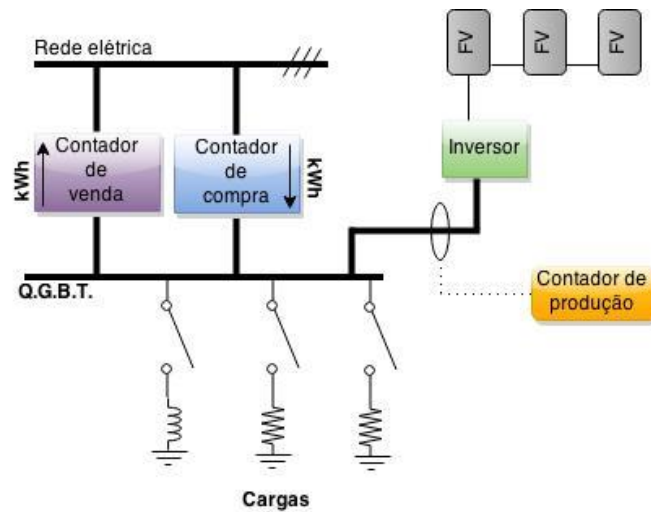 Rede elétrica
FV
FV
FV
kWh
Contador
de
venda
Contador
de
compra
kWh
Inversor
Q.G.B.T.
Contador de
produção
Cargas